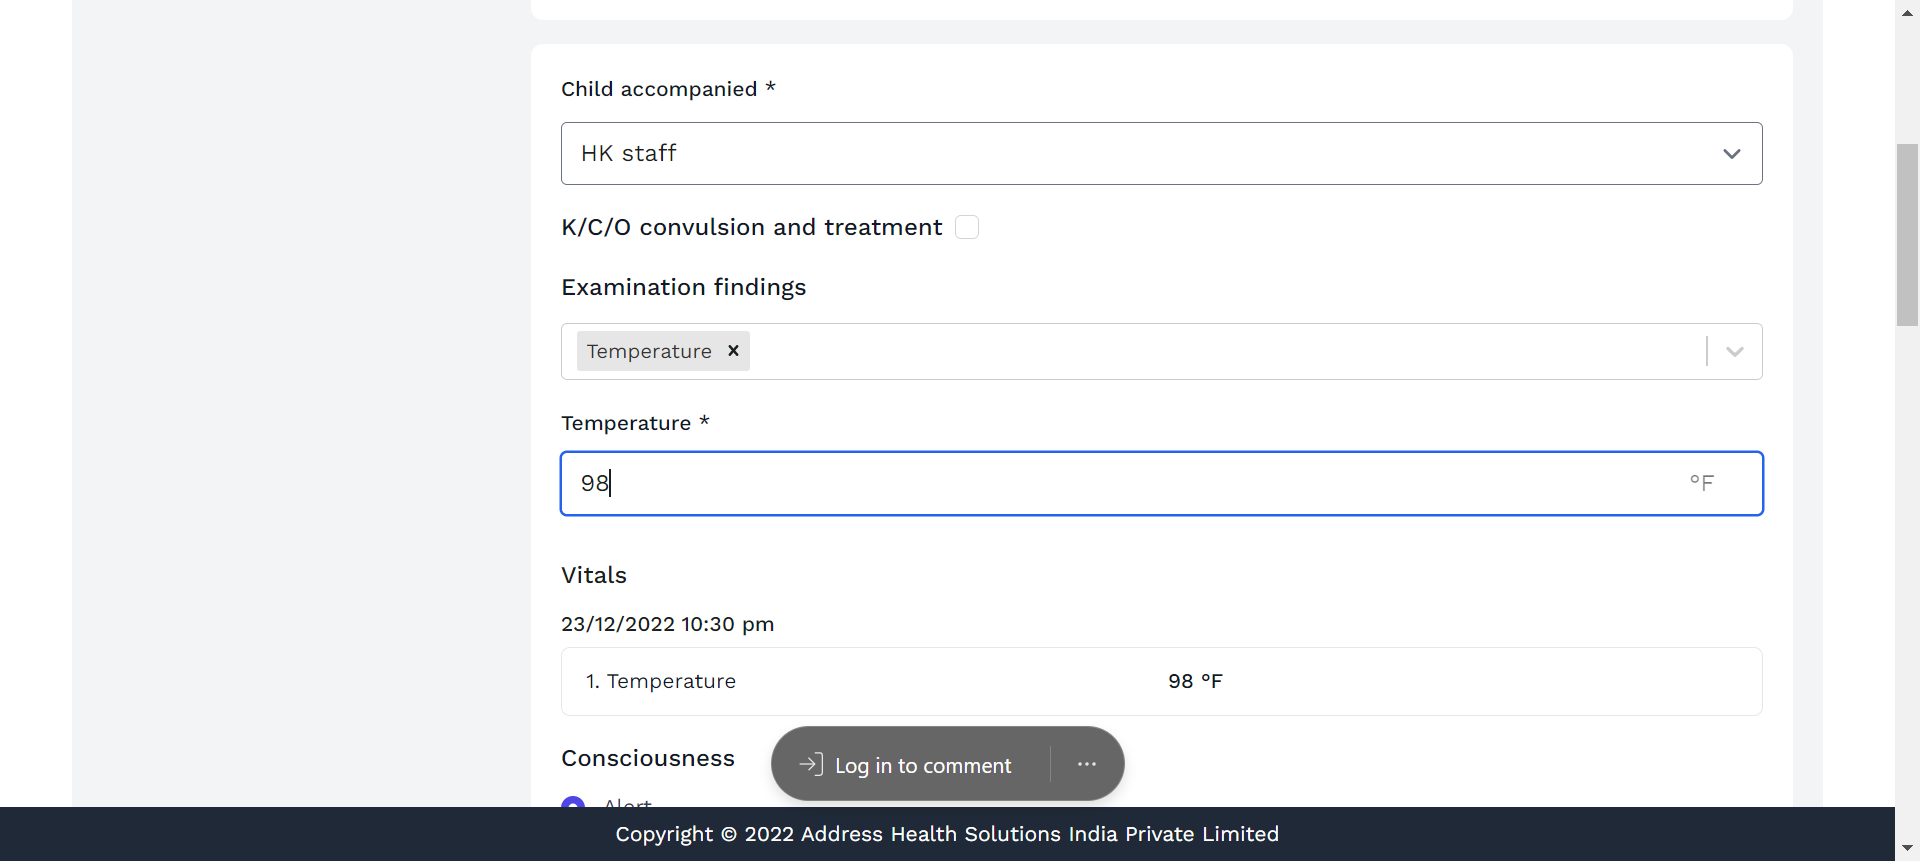 Child accompanied *
HK staff
K/C/O convulsion and treatment
Examination findings
Temperature
Temperature *
98 °F
Vitals
23/12/2022 10:30 pm
1. Temperature 98 °F
Consciousness
Log in to comment
Alert
Copyright © 2022 Address Health Solutions India Private Limited